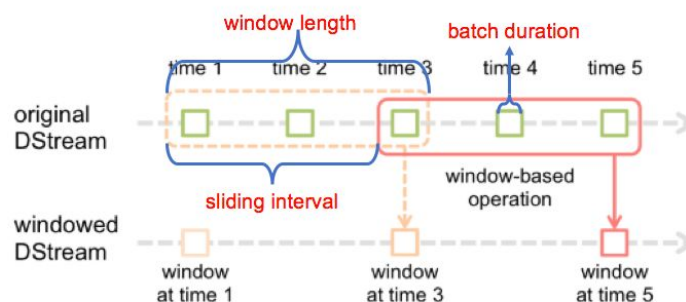 window length
batch duration
time 1
time 2
time 3
time 4
time 5
original
DStream
sliding interval
window-based
operation
windowed
DStream
window
at time 1
window
at time 3
window
at time 5